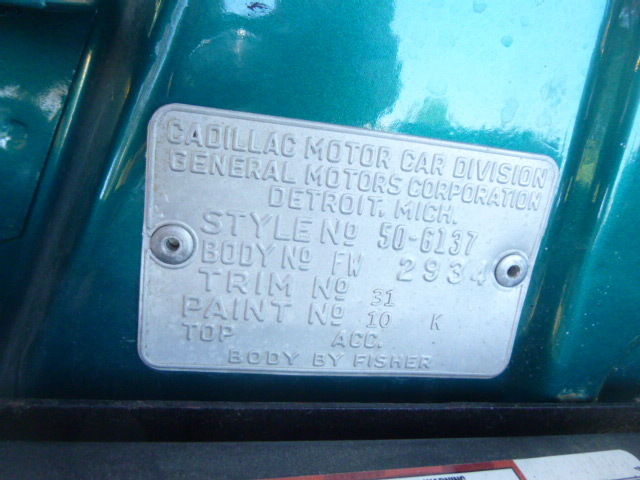 CADILLAC MOTOR CAR DIVISION
GENERAL MOTORS CORPORATION
DETROIT, MICH.
STYLE No 50-6137
BODY No FW 2934
TRIM No 31
PAINT No 10 K
TOP ACC.
BODY BY FISHER
WARNING